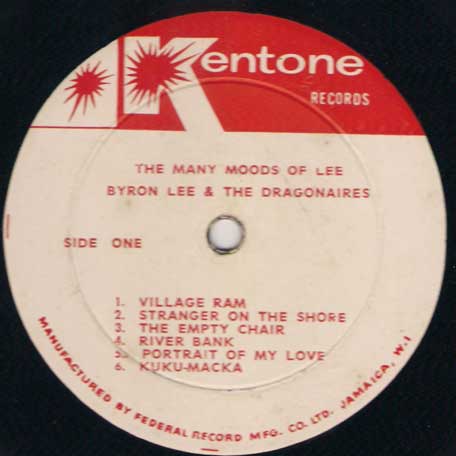 Kentone
RECORDS
THE MANY MOODS OF LEE
BYRON LEE & THE DRAGONAIRES
SIDE ONE
1. VILLAGE RAM
2. STRANGER ON THE SHORE
3. THE EMPTY CHAIR
4. RIVER BANK
5. PORTRAIT OF MY LOVE
6. KUKU-MACKA
MANUFACTURED BY FEDERAL RECORD MFG. CO. LTD. JAMAICA, W.I